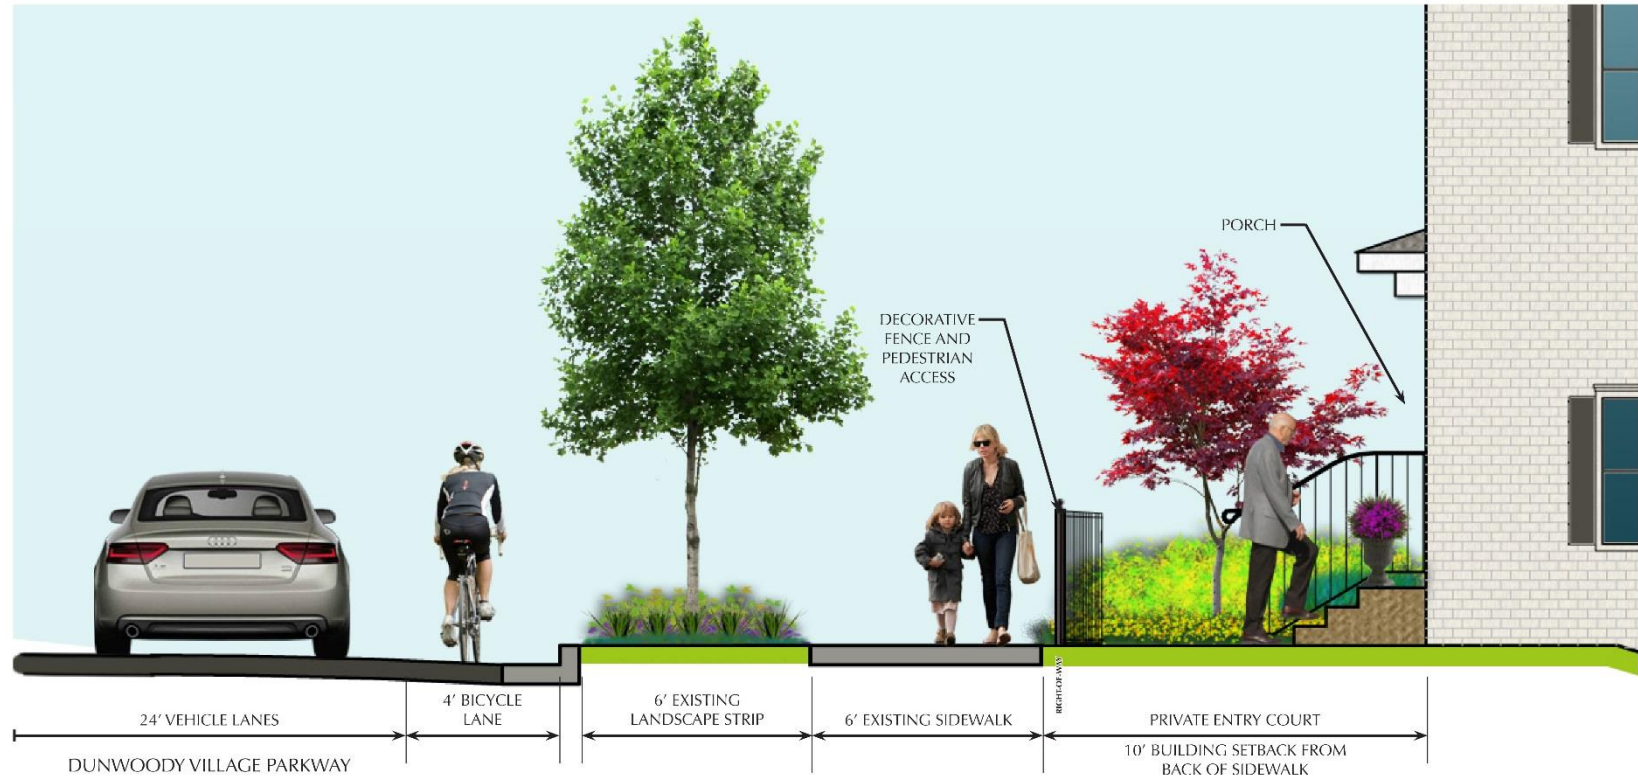 PORCH
DECORATIVE
FENCE AND
PEDESTRIAN
ACCESS
24' VEHICLE LANES
4' BICYCLE
LANE
6' EXISTING
LANDSCAPE STRIP
6' EXISTING SIDEWALK
RIGHT-OF-WAY
PRIVATE ENTRY COURT
10' BUILDING SETBACK FROM
BACK OF SIDEWALK
DUNWOODY VILLAGE PARKWAY